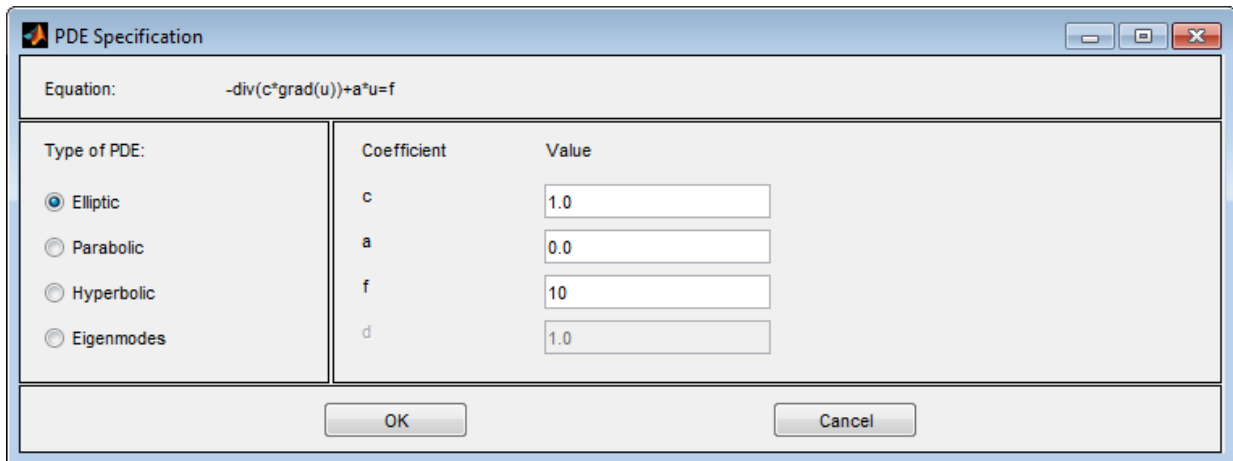 PDE Specification
Equation: -div(c*grad(u))+a*u=f
Type of PDE:
Elliptic
Parabolic
Hyperbolic
Eigenmodes
Coefficient Value
c 1.0
a 0.0
f 10
d 1.0
OK Cancel